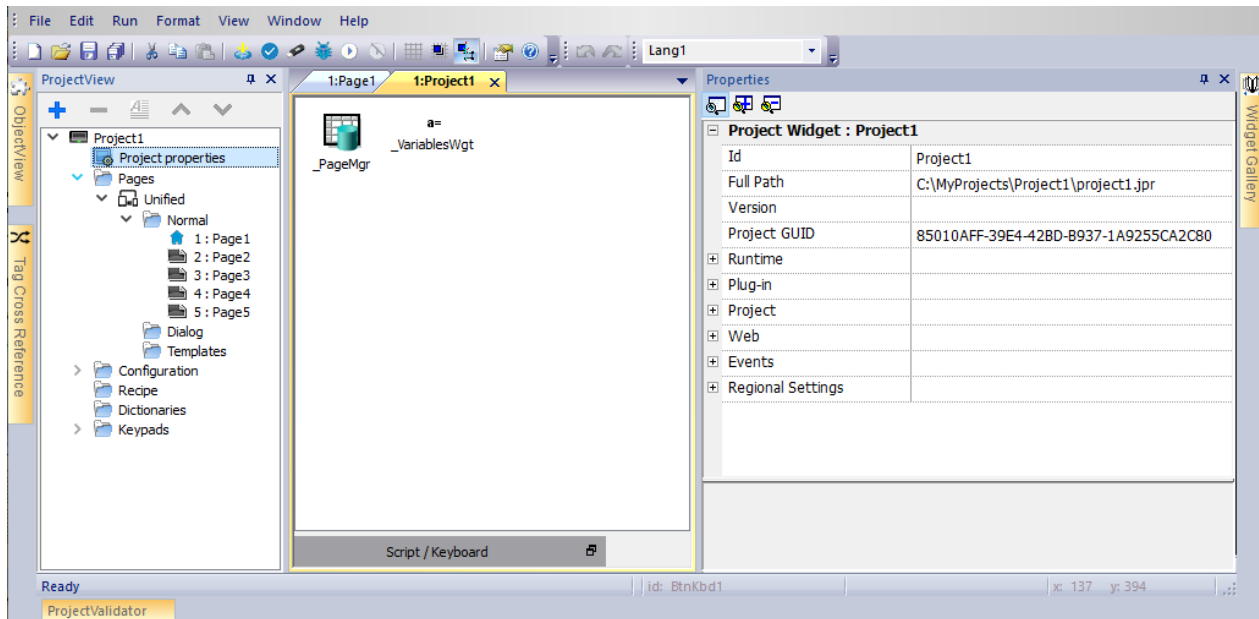 File Edit Run Format View Window Help
Lang1
ObjectView
Tag Cross Reference
ProjectView
Project1
Project properties
Pages
Unified
Normal
1 : Page1
2 : Page2
3 : Page3
4 : Page4
5 : Page5
Dialog
Templates
Configuration
Recipe
Dictionaries
Keypads
1:Page1 1:Project1
_PageMgr
a=
_VariablesWgt
Script / Keyboard
Properties
Project Widget : Project1
Id Project1
Full Path C:\MyProjects\Project1\project1.jpr
Version
Project GUID 85010AFF-39E4-42BD-B937-1A9255CA2C80
Runtime
Plug-in
Project
Web
Events
Regional Settings
Widget Gallery
Ready id: BtnKbd1 x: 137 y: 394
ProjectValidator